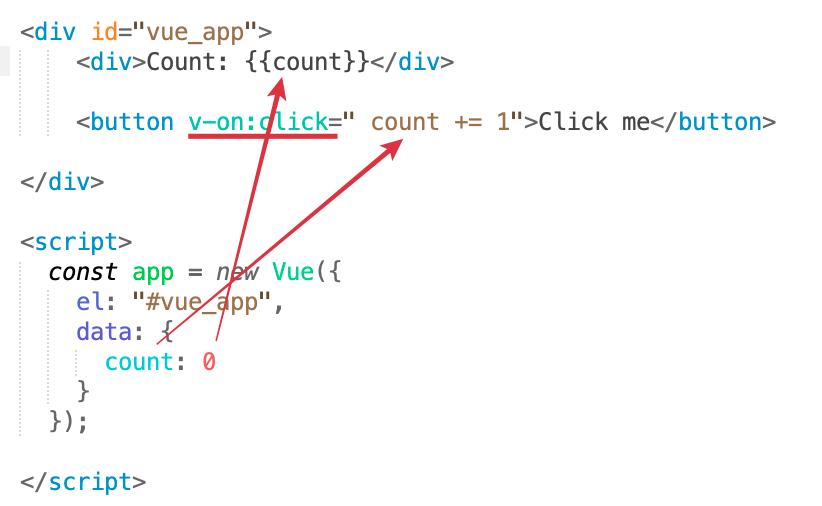 <div id="vue_app">
<div>Count: {{count}}</div>
<button v-on:click=" count += 1">Click me</button>
</div>
<script>
const app = new Vue({
el: "#vue_app",
data: {
count: 0
}
});
</script>